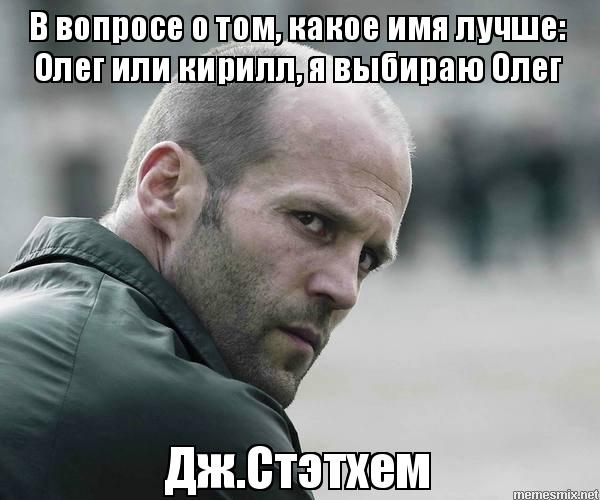 В вопросе о том, какое имя лучше:
Олег или кирилл, я выбираю Олег
Дж.Стэтхем
memesmix.net